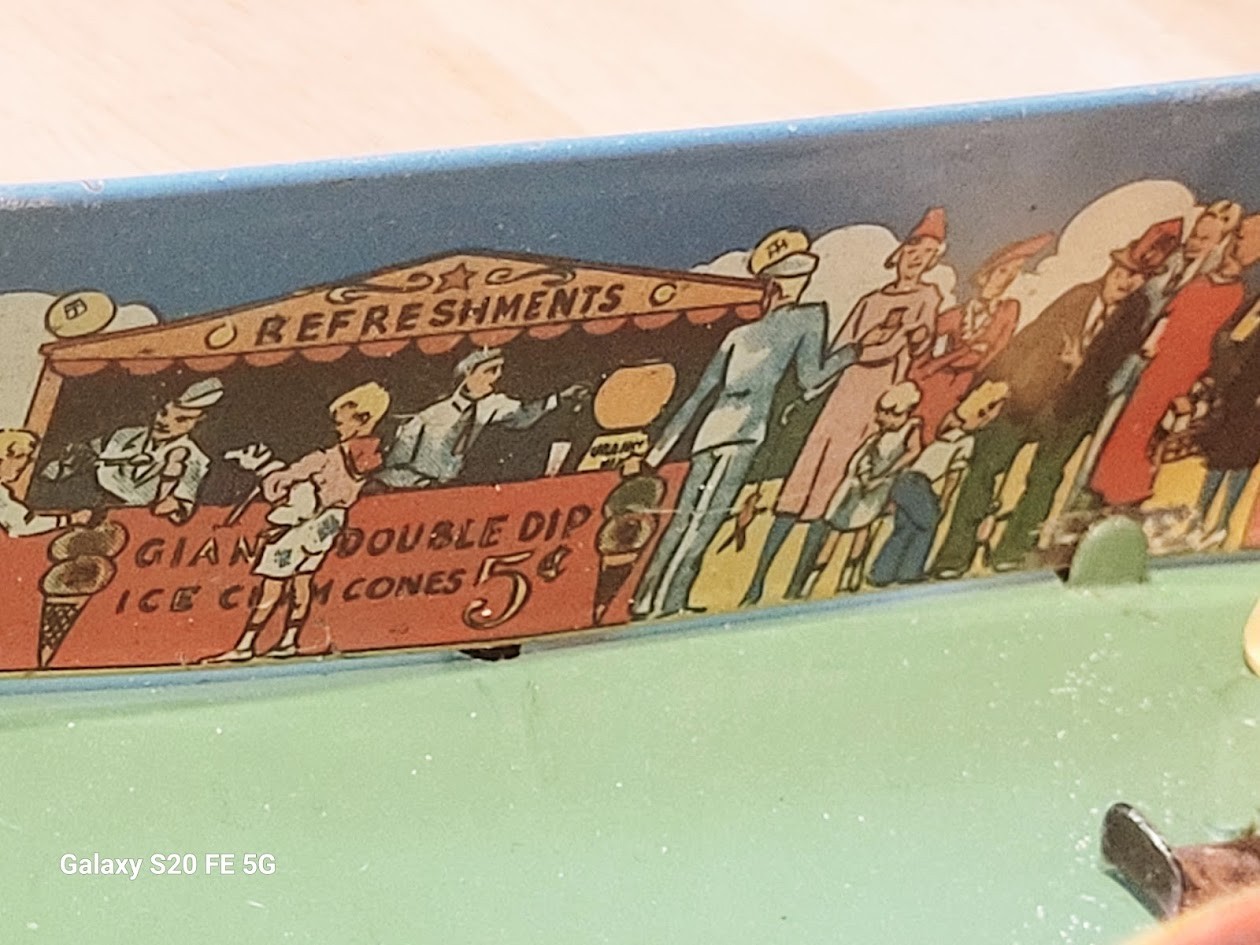 REFRESHMENTS
GIAN DOUBLE DIP
ICE C M CONES 5¢
Galaxy S20 FE 5G